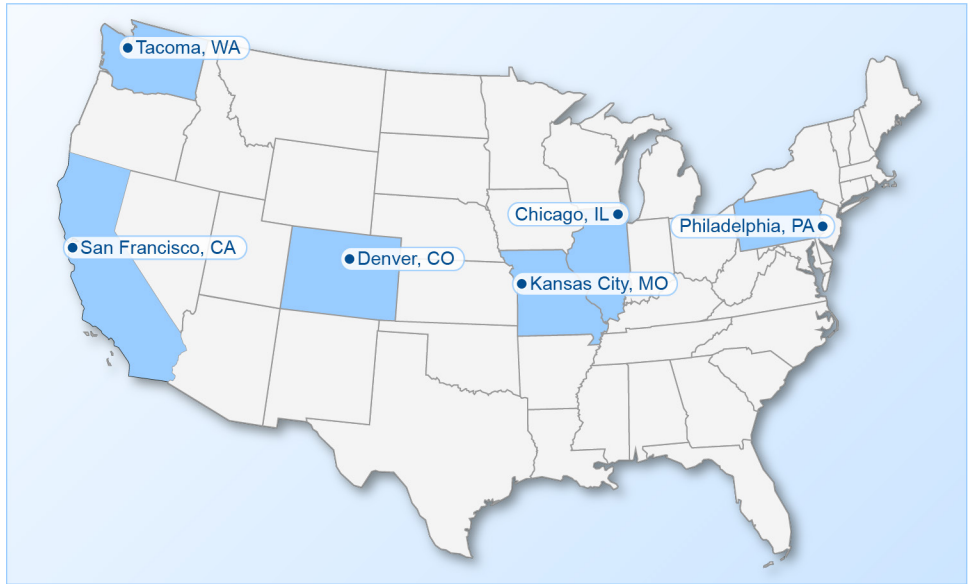 Tacoma, WA
Chicago, IL
Philadelphia, PA
San Francisco, CA
Denver, CO
Kansas City, MO